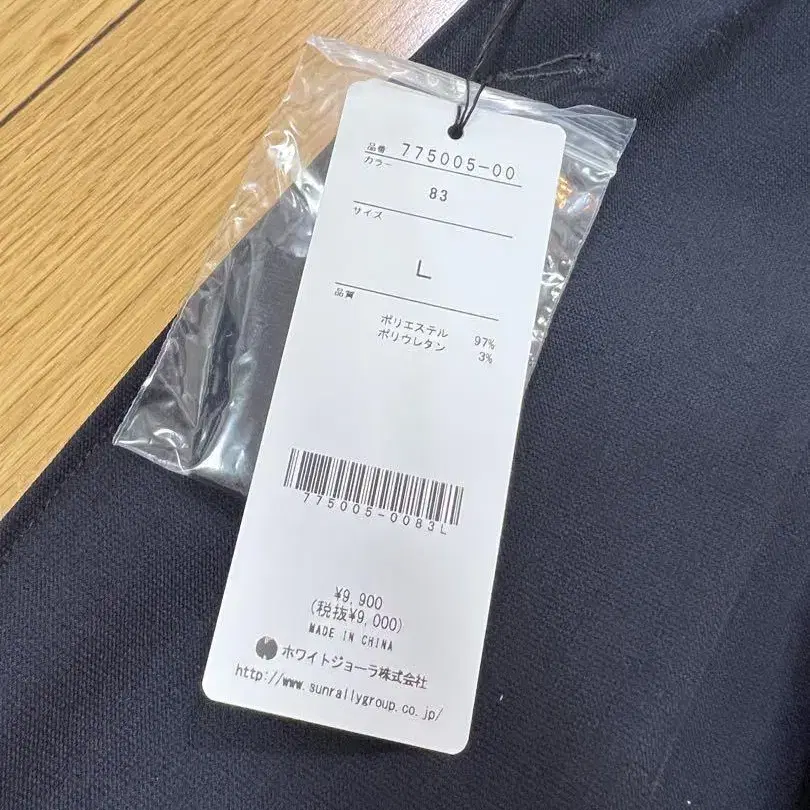 品番 775005-00
カラー
83
サイズ
L
品質
ポリエステル 97%
ポリウレタン 3%
775005-0083L
¥9,900
(税抜¥9,000)
MADE IN CHINA
ホワイトジョーラ株式会社
http://www.sunrallygroup.co.jp/